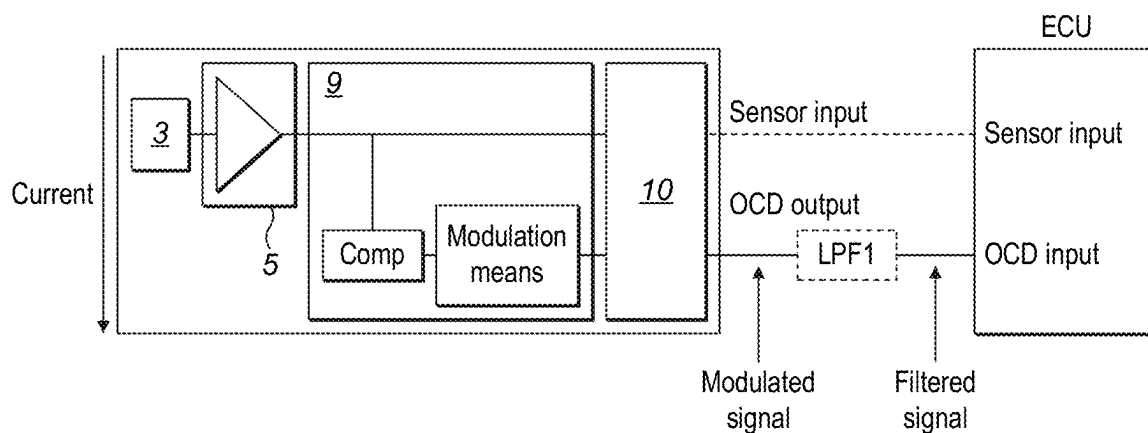 ECU
9
3
Sensor input
Sensor input
Current
10
OCD output
5
Comp
Modulation
means
LPF1
OCD input
Modulated
signal
Filtered
signal